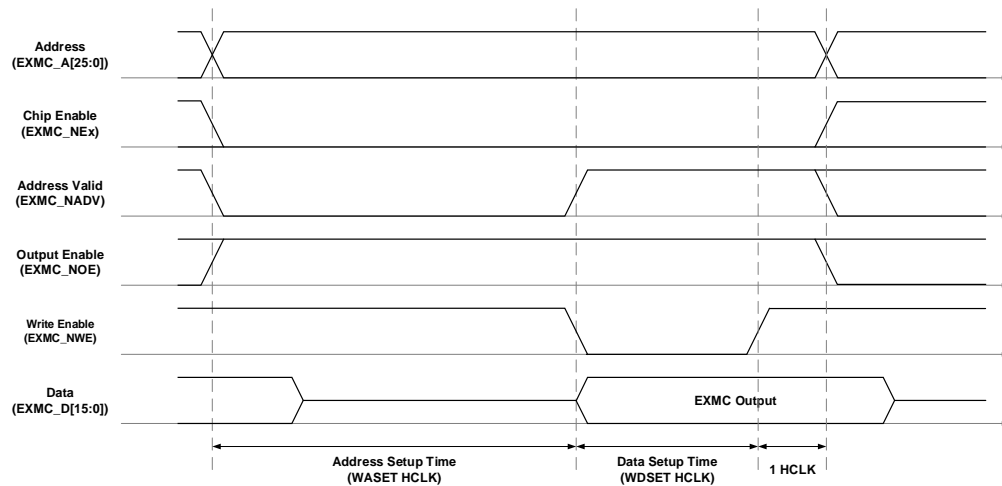 Address
(EXMC_A[25:0])
Chip Enable
(EXMC_NEx)
Address Valid
(EXMC_NADV)
Output Enable
(EXMC_NOE)
Write Enable
(EXMC_NWE)
Data
(EXMC_D[15:0])
EXMC Output
Address Setup Time
(WASET HCLK)
Data Setup Time
(WDSET HCLK)
1 HCLK